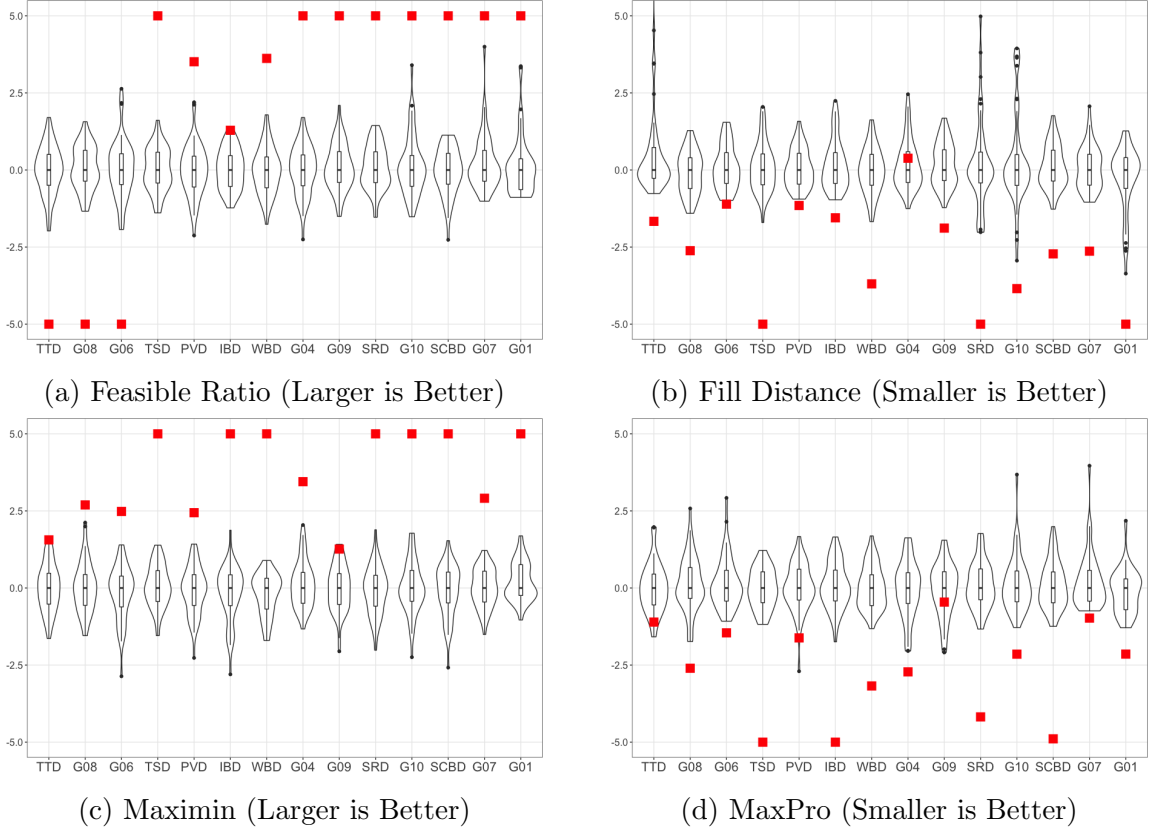 5.0
2.5
0.0
-2.5
-5.0
TTD G08 G06 TSD PVD IBD WBD G04 G09 SRD G10 SCBD G07 G01
(a) Feasible Ratio (Larger is Better)
5.0
2.5
0.0
-2.5
-5.0
TTD G08 G06 TSD PVD IBD WBD G04 G09 SRD G10 SCBD G07 G01
(b) Fill Distance (Smaller is Better)
5.0
2.5
0.0
-2.5
-5.0
TTD G08 G06 TSD PVD IBD WBD G04 G09 SRD G10 SCBD G07 G01
(c) Maximin (Larger is Better)
5.0
2.5
0.0
-2.5
-5.0
TTD G08 G06 TSD PVD IBD WBD G04 G09 SRD G10 SCBD G07 G01
(d) MaxPro (Smaller is Better)